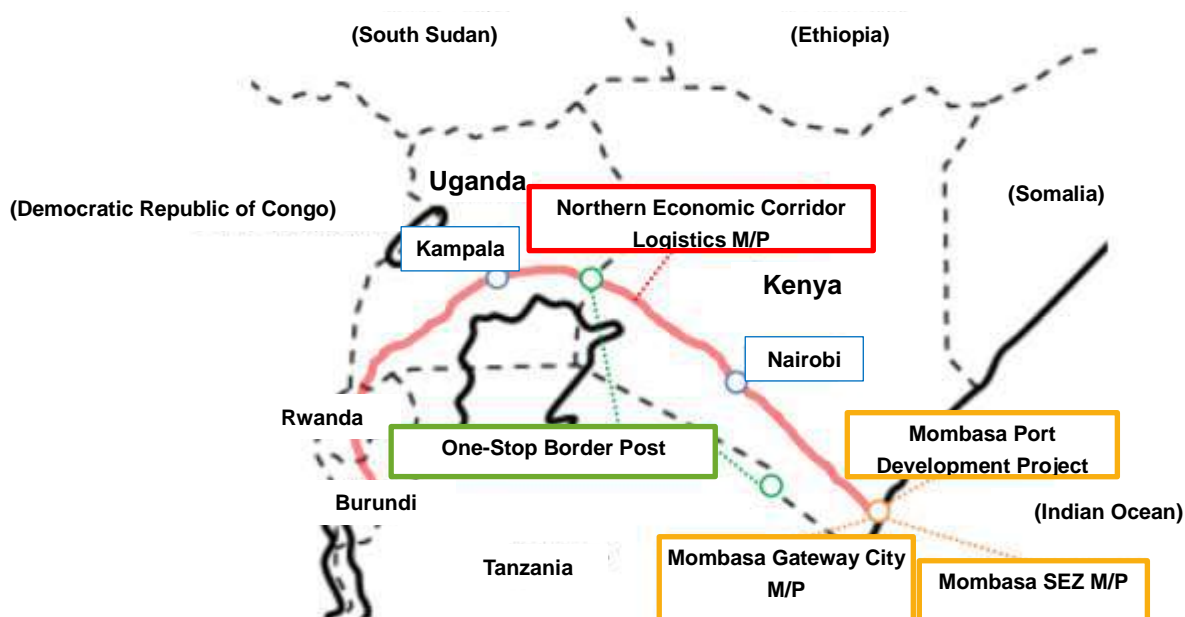 (South Sudan)
(Ethiopia)
Uganda
(Democratic Republic of Congo)
(Somalia)
Northern Economic Corridor
Logistics M/P
Kampala
Kenya
Nairobi
Rwanda
One-Stop Border Post
Mombasa Port
Development Project
Burundi
(Indian Ocean)
Tanzania
Mombasa Gateway City
M/P
Mombasa SEZ M/P